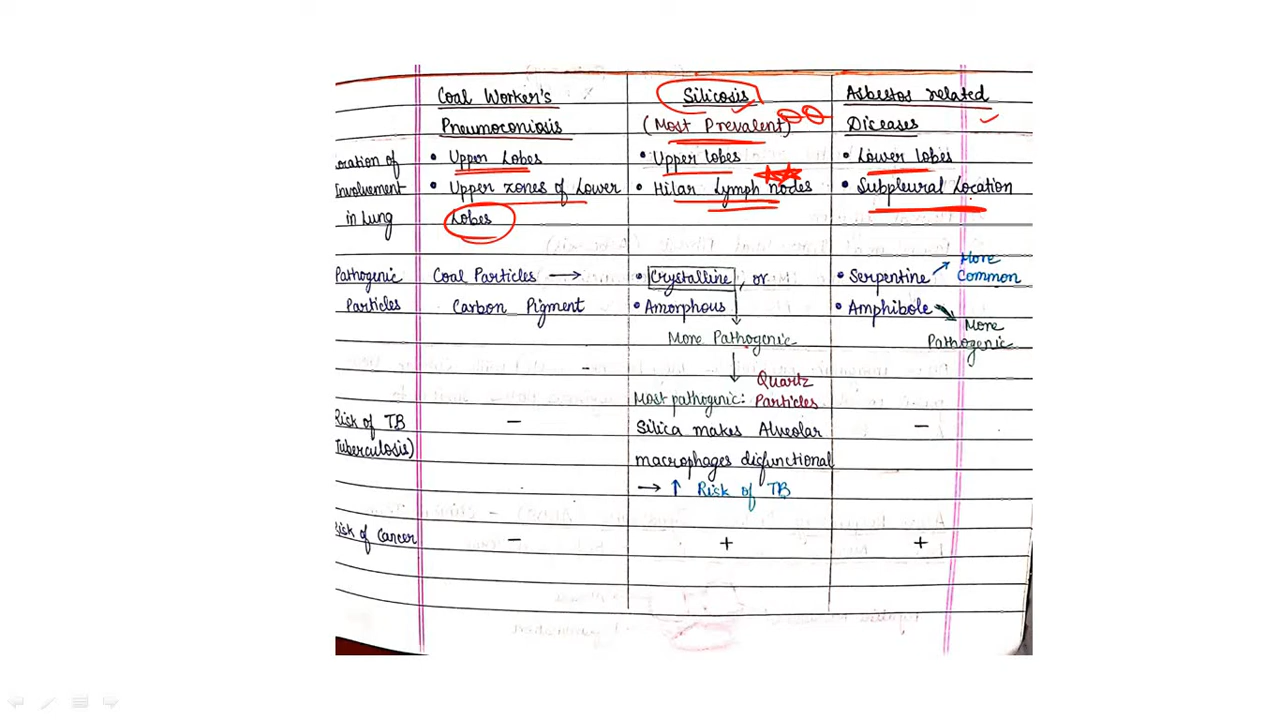 Coal Worker's Silicosis Asbestos related
Pneumoconiosis (Most Prevalent) Diseases
• Upper Lobes • Upper lobes • Lower lobes
Involvement • Upper zones of Lower • Hilar Lymph nodes • Subpleural Location
in Lung Lobes
More
Pathogenic Coal Particles → • Crystalline, or • Serpentine Common
Particles Carbon Pigment • Amorphous • Amphibole
More
More Pathogenic Pathogenic
Quartz
Most pathogenic: Particles
Risk of TB – Silica makes Alveolar –
Tuberculosis) macrophages disfunctional
→ ↑ Risk of TB
Risk of Cancer – + +